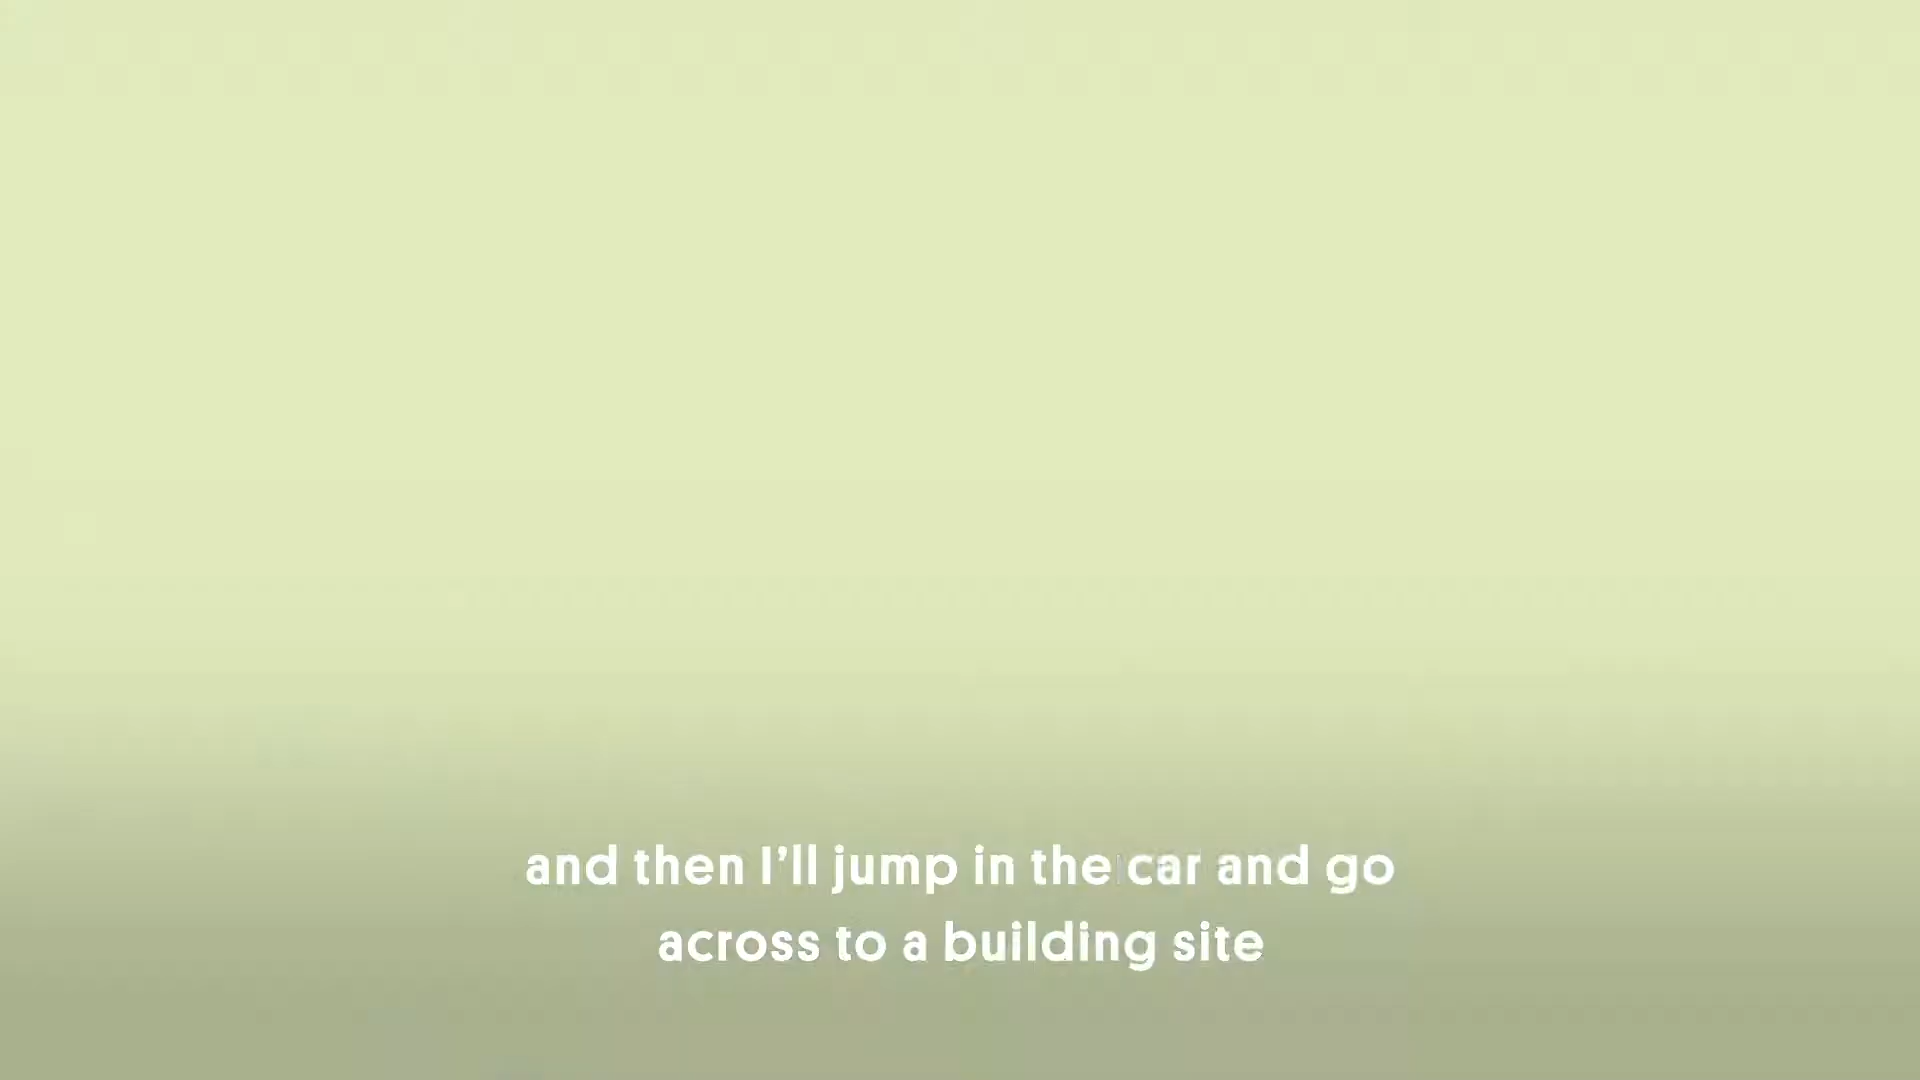 and then I'll jump in the car and go
across to a building site